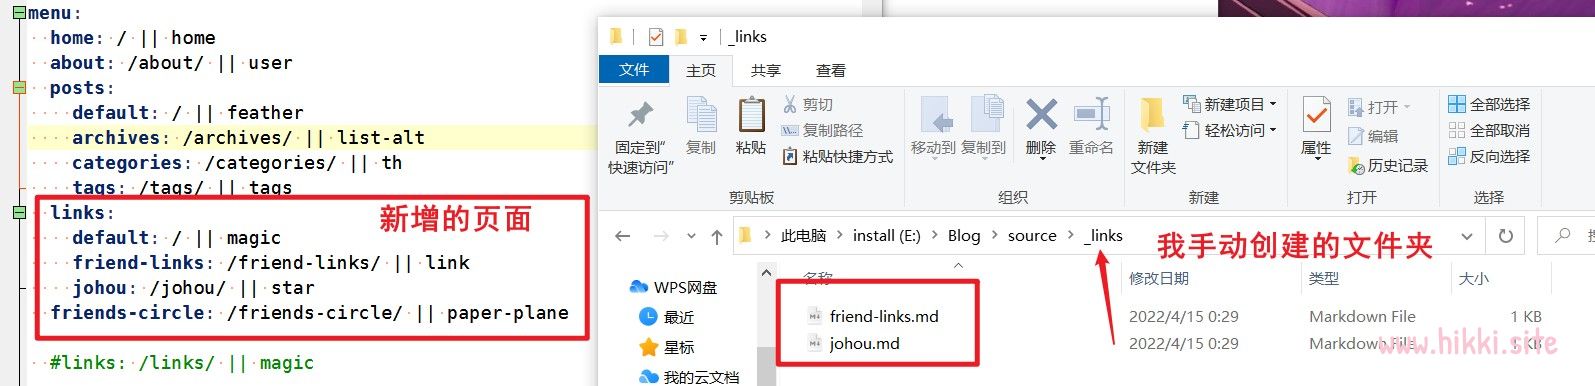 menu:
home: / || home
about: /about/ || user
posts:
default: / || feather
archives: /archives/ || list-alt
categories: /categories/ || th
tags: /tags/ || tags
links:
default: / || magic
friend-links: /friend-links/ || link
johou: /johou/ || star
friends-circle: /friends-circle/ || paper-plane
#links: /links/ || magic
新增的页面
_links
文件 主页 共享 查看
固定到"快速访问"
复制
粘贴
剪切
复制路径
粘贴快捷方式
剪贴板
移动到
复制到
删除
重命名
组织
新建
文件夹
新建项目
轻松访问
新建
属性
打开
编辑
历史记录
打开
全部选择
全部取消
反向选择
选择
此电脑 install (E:) Blog source _links
我手动创建的文件夹
名称 修改日期 类型 大小
WPS网盘
最近
星标
我的云文档
friend-links.md 2022/4/15 0:29 Markdown File 1 KB
johou.md 2022/4/15 0:29 Markdown File 1 KB
www.hikki.site